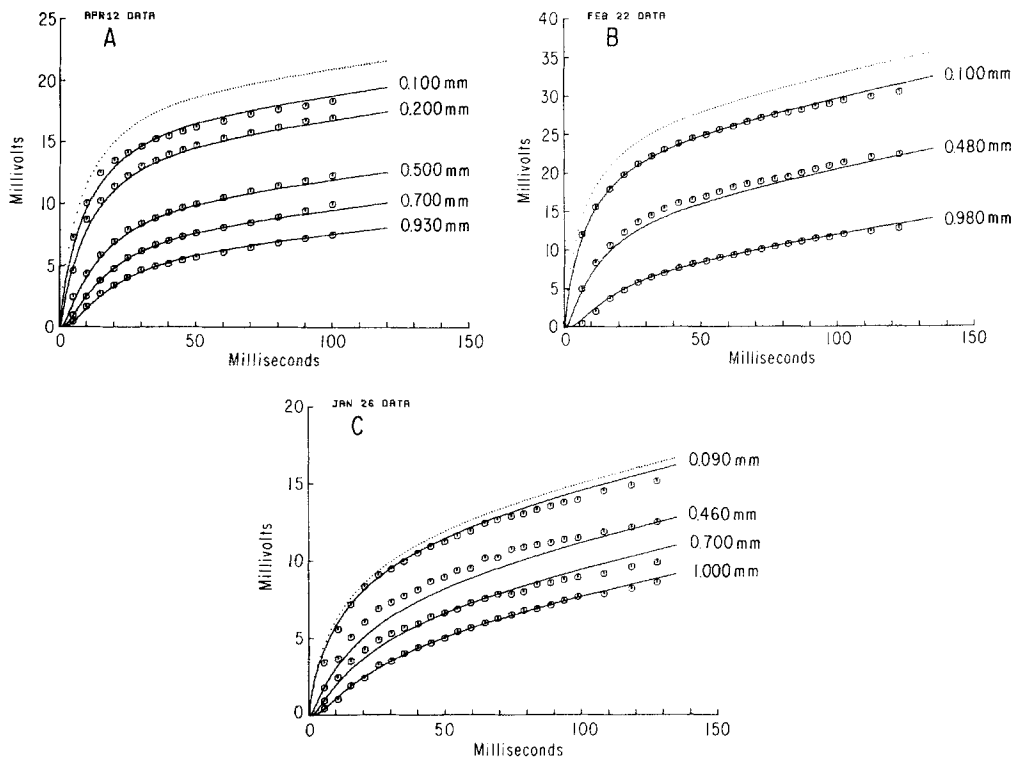 APR12 DATA
A
25
20
15
10
5
0
Millivolts
0 50 100 150
Milliseconds
0.100 mm
0.200 mm
0.500 mm
0.700 mm
0.930 mm
FEB 22 DATA
B
40
35
30
25
20
15
10
5
0
Millivolts
0 50 100 150
Milliseconds
0.100 mm
0.480 mm
0.980 mm
JAN 26 DATA
C
20
15
10
5
0
Millivolts
0 50 100 150
Milliseconds
0.090 mm
0.460 mm
0.700 mm
1.000 mm